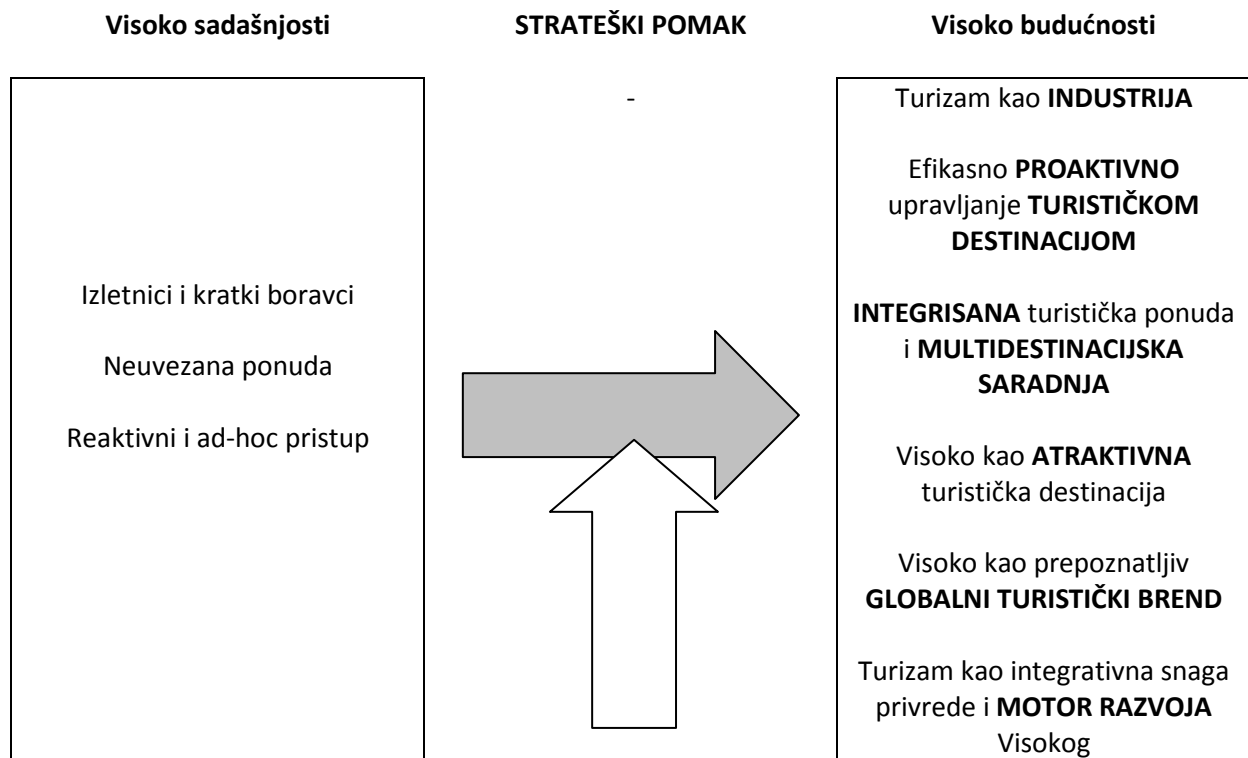 Visoko sadašnjosti
STRATEŠKI POMAK
Visoko budućnosti
Izletnici i kratki boravci
Neuvezana ponuda
Reaktivni i ad-hoc pristup
-
Turizam kao INDUSTRIJA
Efikasno PROAKTIVNO
upravljanje TURISTIČKOM
DESTINACIJOM
INTEGRISANA turistička ponuda
i MULTIDESTINACIJSKA
SARADNJA
Visoko kao ATRAKTIVNA
turistička destinacija
Visoko kao prepoznatljiv
GLOBALNI TURISTIČKI BREND
Turizam kao integrativna snaga
privrede i MOTOR RAZVOJA
Visokog